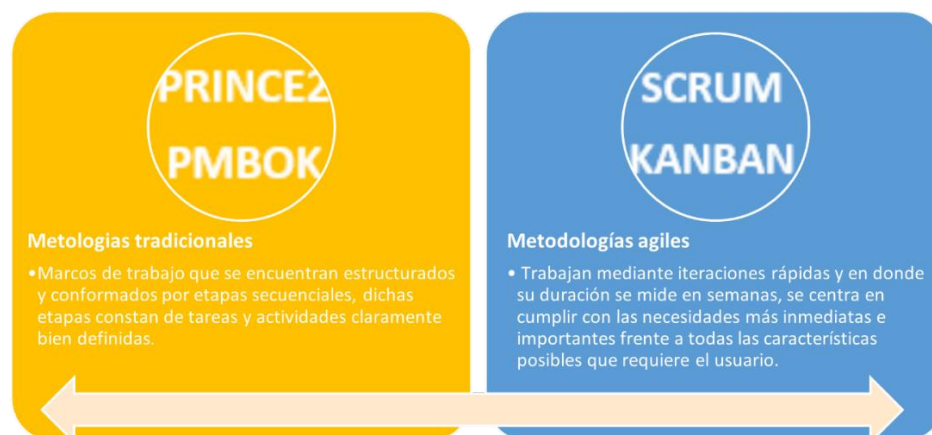 PRINCE2
PMBOK
Metologias tradicionales
•Marcos de trabajo que se encuentran estructurados
y conformados por etapas secuenciales, dichas
etapas constan de tareas y actividades claramente
bien definidas.
SCRUM
KANBAN
Metodologías agiles
• Trabajan mediante iteraciones rápidas y en donde
su duración se mide en semanas, se centra en
cumplir con las necesidades más inmediatas e
importantes frente a todas las características
posibles que requiere el usuario.